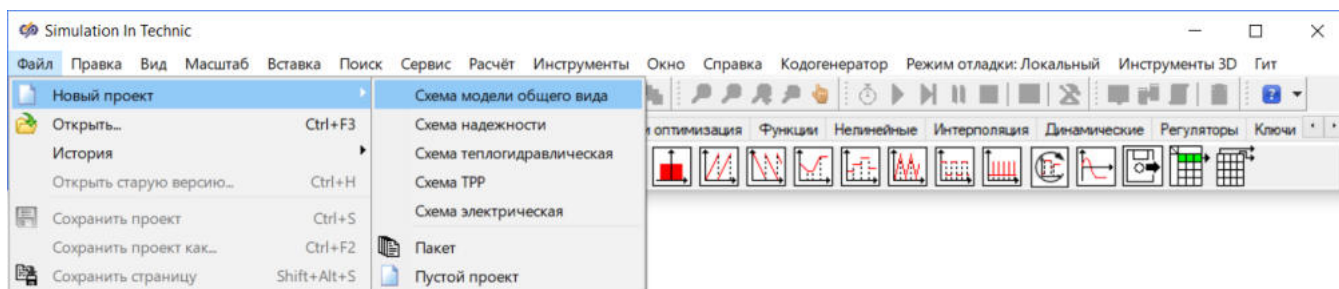 Simulation In Technic
Файл Правка Вид Масштаб Вставка Поиск Сервис Расчёт Инструменты Окно Справка Кодогенератор Режим отладки: Локальный Инструменты 3D Гит
Новый проект
Схема модели общего вида
Открыть... Ctrl+F3
Схема надежности
и оптимизация Функции Нелинейные Интерполяция Динамические Регуляторы Ключи
История
Схема теплогидравлическая
Открыть старую версию... Ctrl+H
Схема ТРР
Сохранить проект Ctrl+S
Схема электрическая
Сохранить проект как... Ctrl+F2
Пакет
Сохранить страницу Shift+Alt+S
Пустой проект